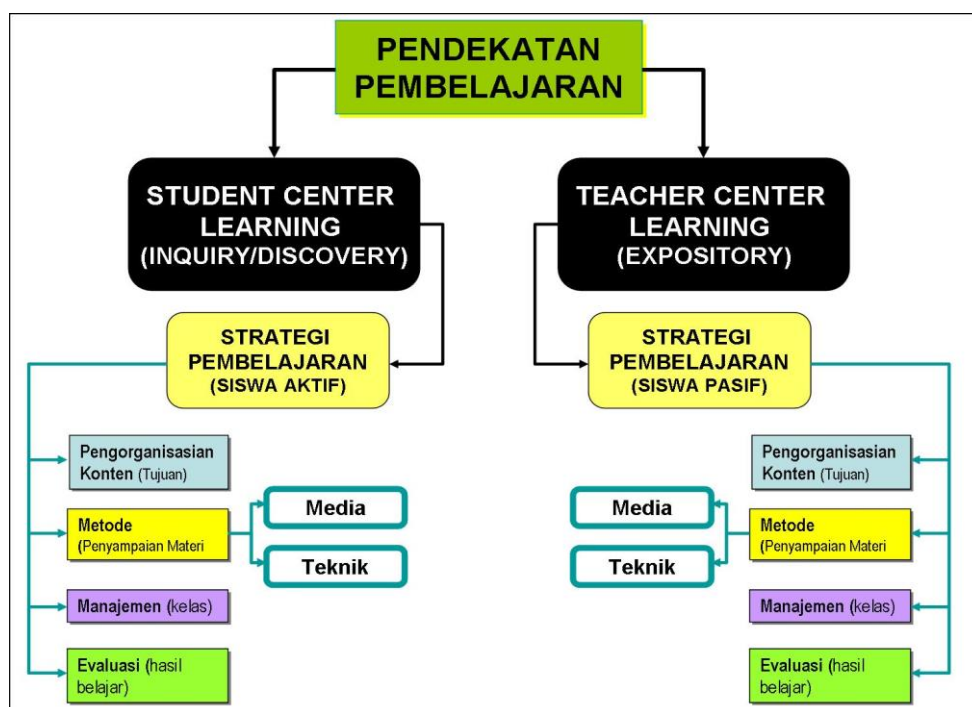 PENDEKATAN
PEMBELAJARAN
STUDENT CENTER
LEARNING
(INQUIRY/DISCOVERY)
TEACHER CENTER
LEARNING
(EXPOSITORY)
STRATEGI
PEMBELAJARAN
(SISWA AKTIF)
STRATEGI
PEMBELAJARAN
(SISWA PASIF)
Pengorganisasian
Konten (Tujuan)
Metode
(Penyampaian Materi
Media
Teknik
Manajemen (kelas)
Evaluasi (hasil
belajar)
Pengorganisasian
Konten (Tujuan)
Media
Teknik
Metode
(Penyampaian Materi
Manajemen (kelas)
Evaluasi (hasil
belajar)